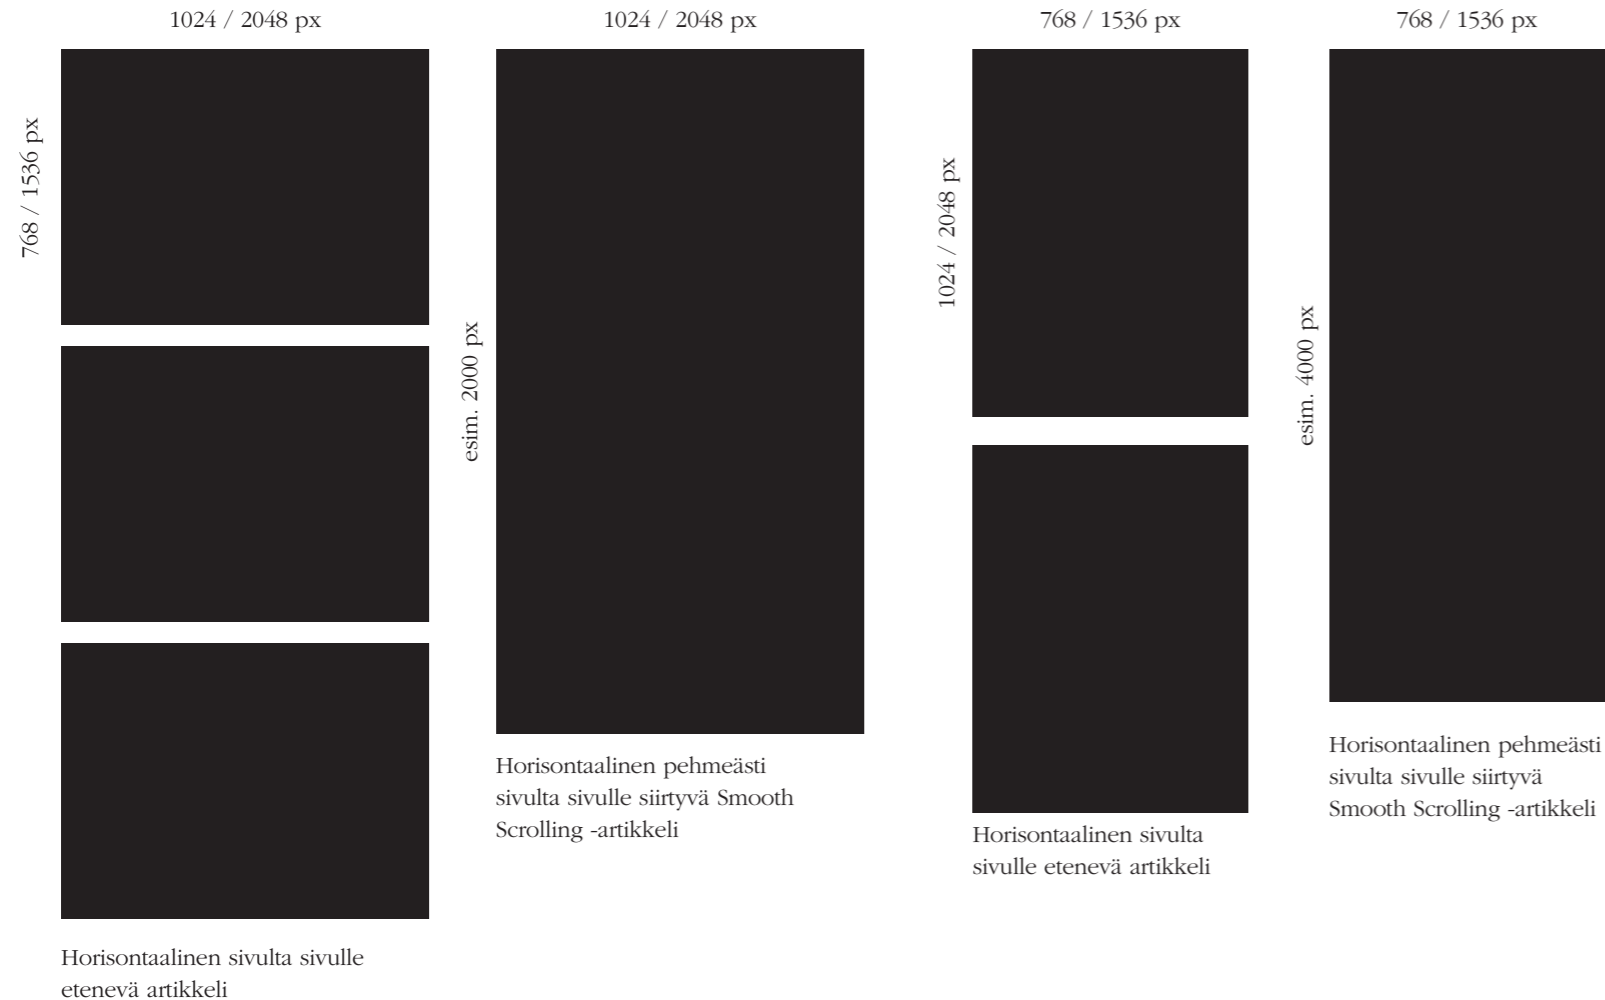 1024 / 2048 px
768 / 1536 px
Horisontaalinen sivulta sivulle
etenevä artikkeli
1024 / 2048 px
esim. 2000 px
Horisontaalinen pehmeästi
sivulta sivulle siirtyvä Smooth
Scrolling -artikkeli
768 / 1536 px
1024 / 2048 px
Horisontaalinen sivulta
sivulle etenevä artikkeli
768 / 1536 px
esim. 4000 px
Horisontaalinen pehmeästi
sivulta sivulle siirtyvä
Smooth Scrolling -artikkeli